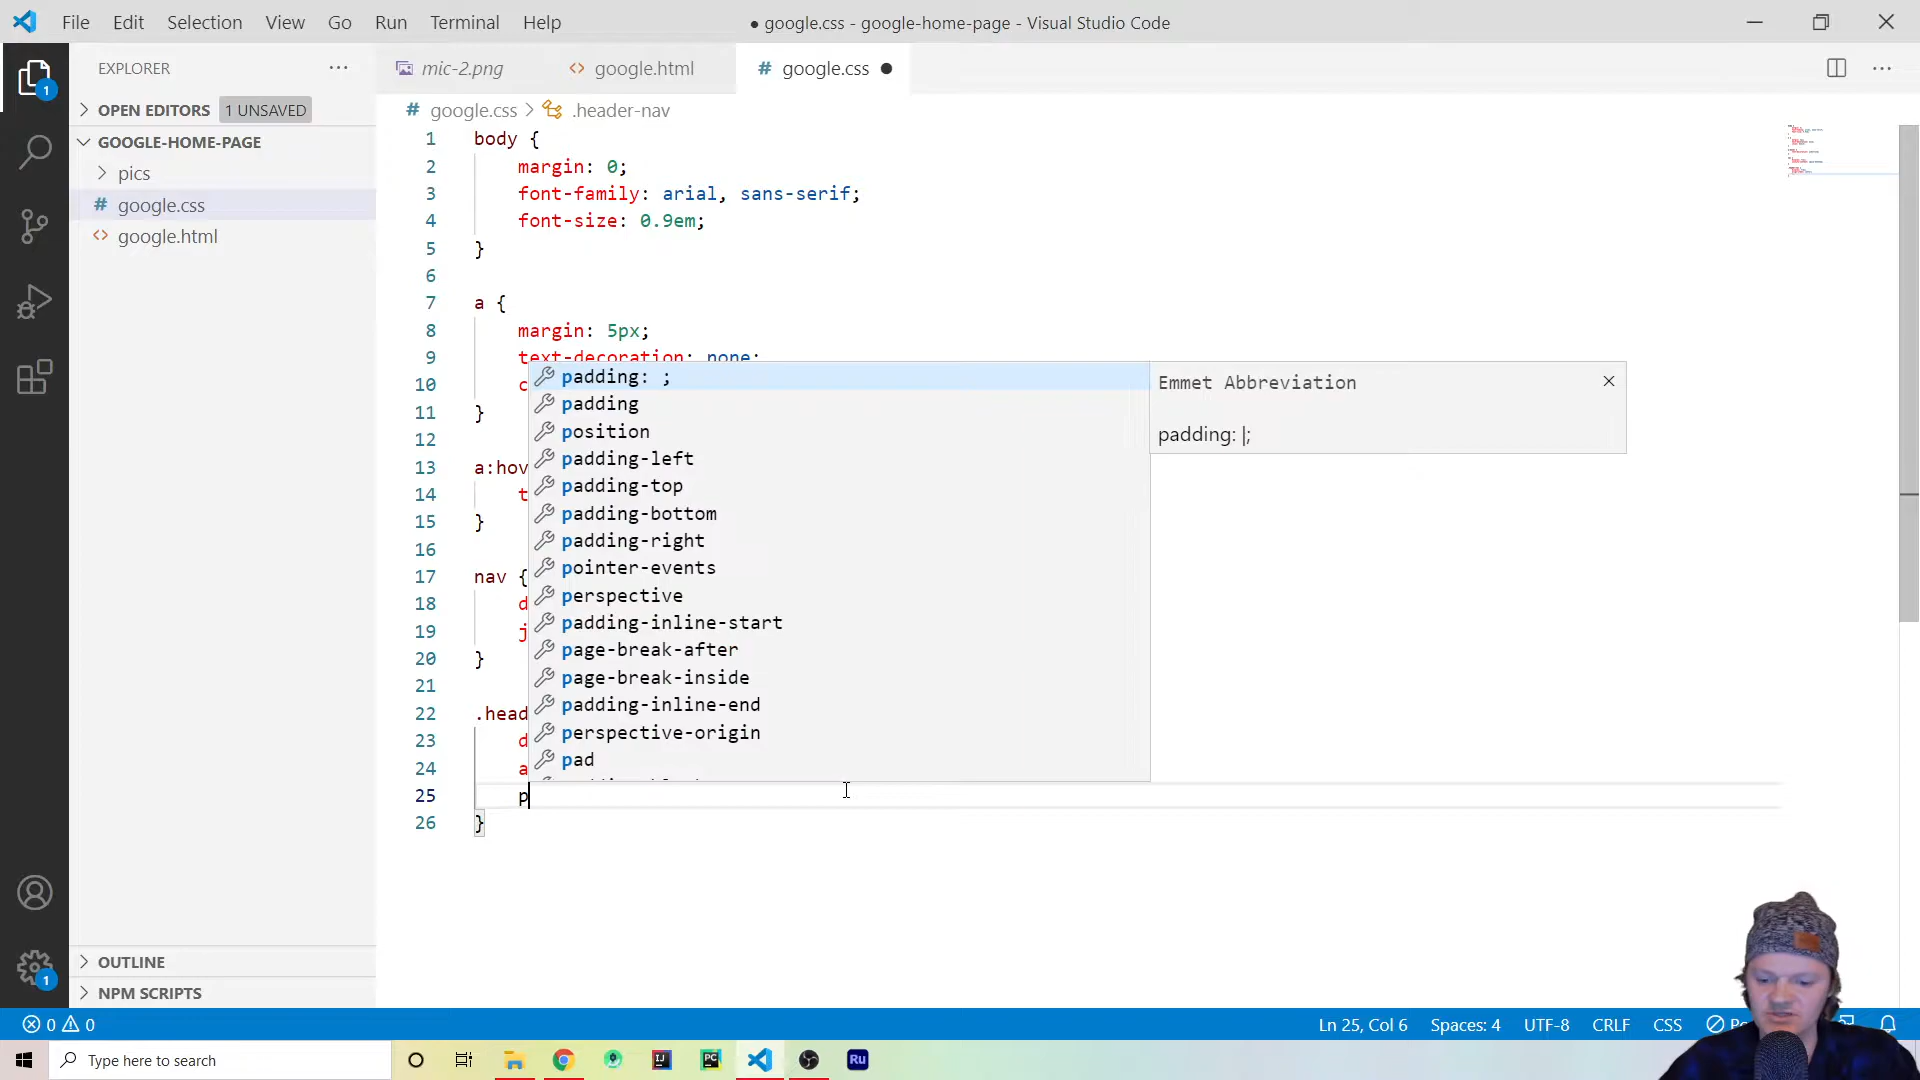 File Edit Selection View Go Run Terminal Help
● google.css - google-home-page - Visual Studio Code
EXPLORER
OPEN EDITORS 1 UNSAVED
GOOGLE-HOME-PAGE
pics
# google.css
<> google.html
OUTLINE
NPM SCRIPTS
mic-2.png
<> google.html
# google.css ●
# google.css > .header-nav
1 body {
2 margin: 0;
3 font-family: arial, sans-serif;
4 font-size: 0.9em;
5 }
6
7 a {
8 margin: 5px;
9 text-decoration: none;
10 c
11 }
12
13 a:hov
14 t
15 }
16
17 nav {
18 d
19 j
20 }
21
22 .head
23 d
24 a
25 p
26 }
padding: ;
padding
position
padding-left
padding-top
padding-bottom
padding-right
pointer-events
perspective
padding-inline-start
page-break-after
page-break-inside
padding-inline-end
perspective-origin
pad
Emmet Abbreviation
padding: |;
1
1
0 0
Ln 25, Col 6 Spaces: 4 UTF-8 CRLF CSS
Type here to search
IJ PC Ru